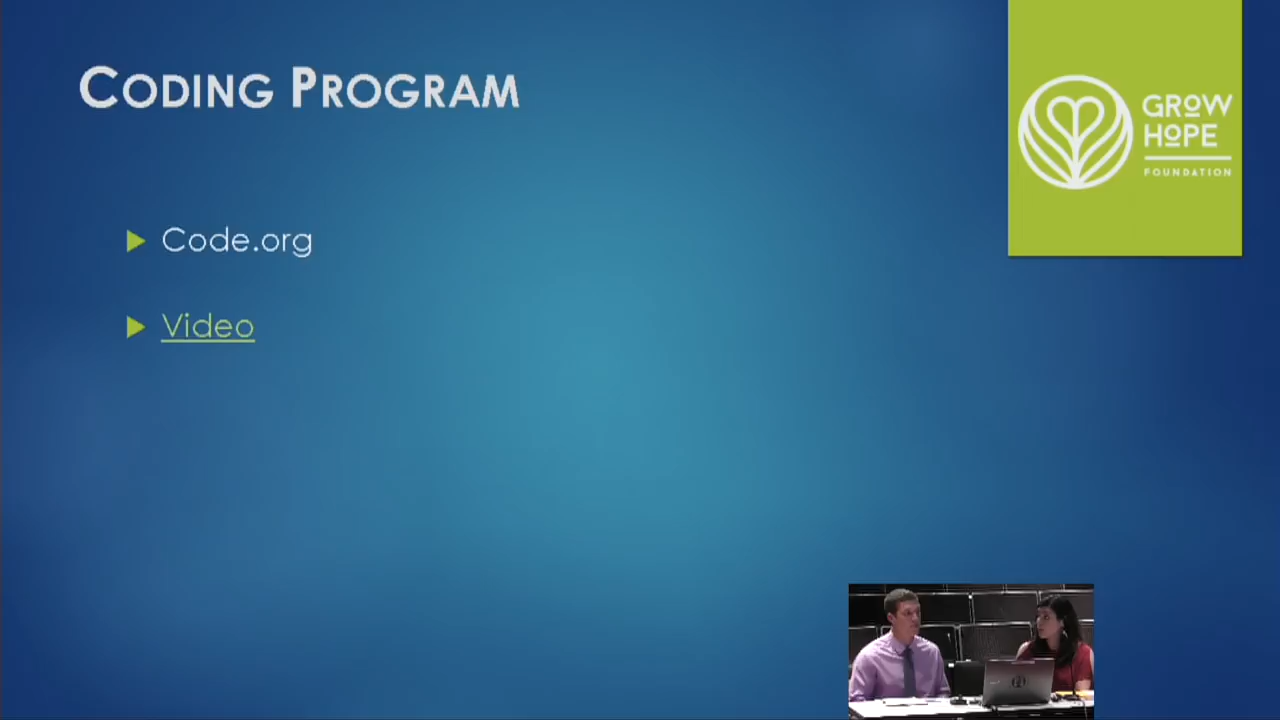 CODING PROGRAM
GROW
HOPE
FOUNDATION
Code.org
Video